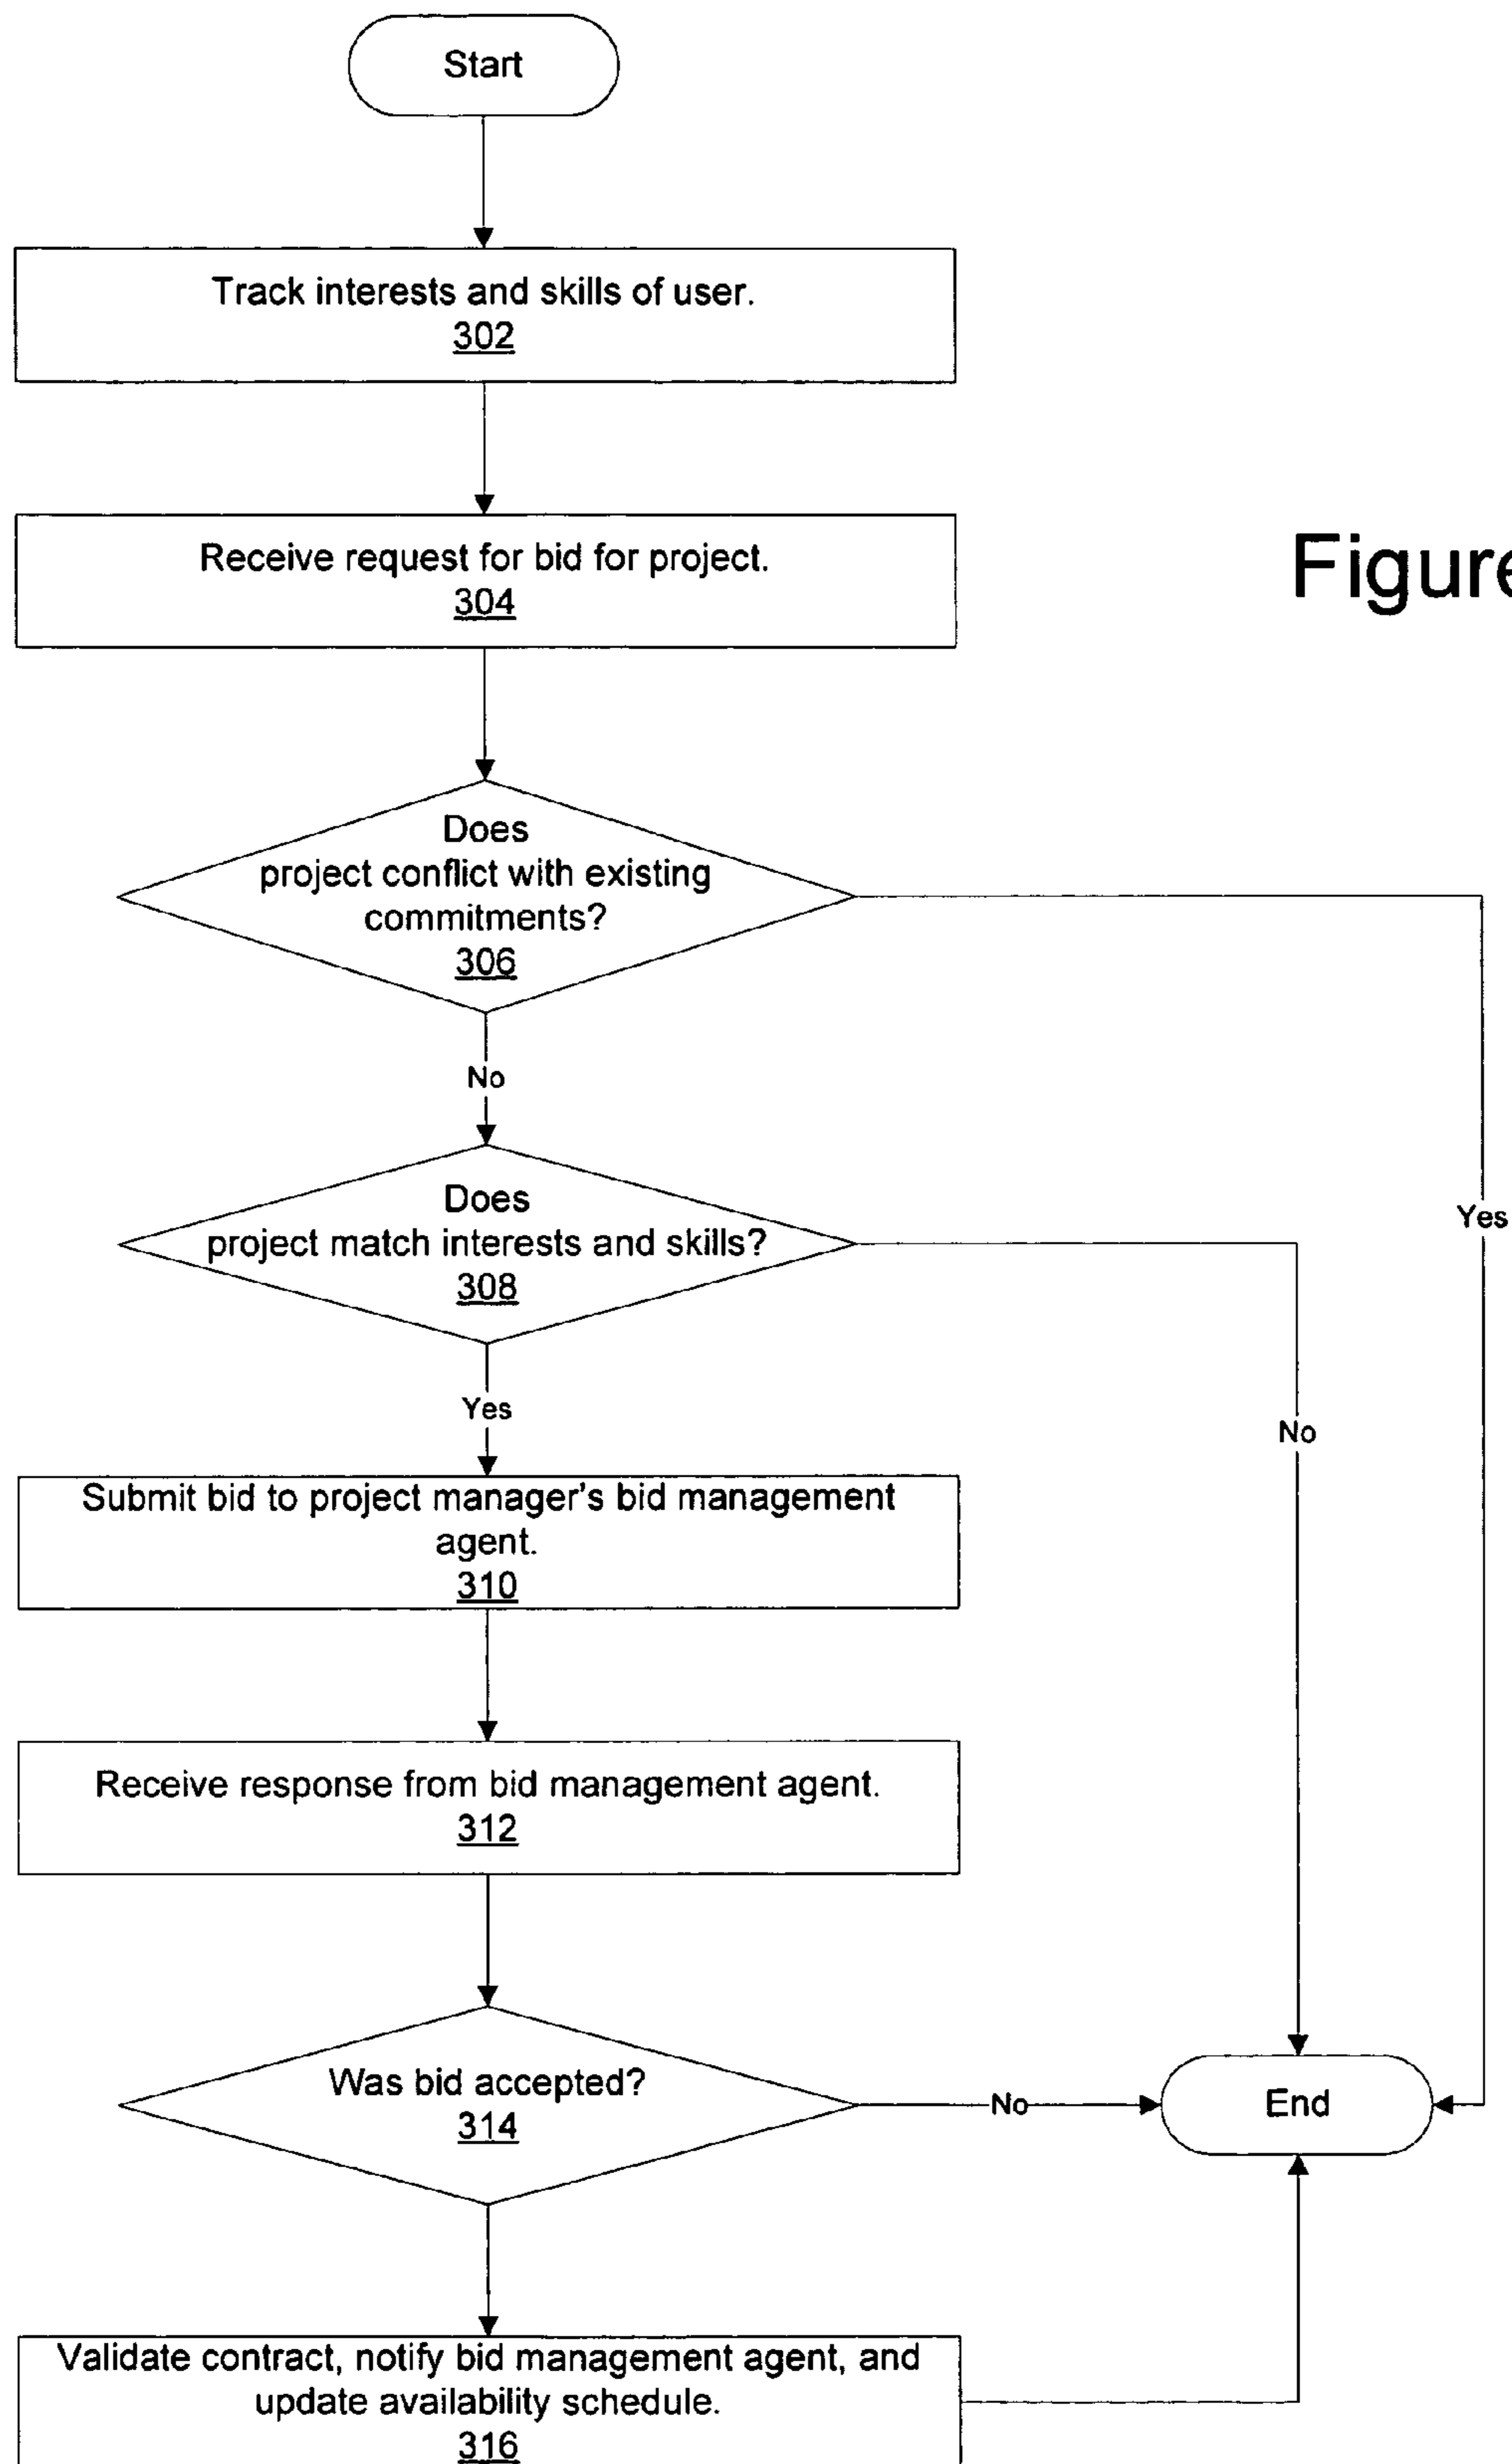 Start
Track interests and skills of user.
302
Receive request for bid for project.
304
Figure
Does
project conflict with existing
commitments?
306
No
Does
project match interests and skills?
308
Yes
Yes
No
Submit bid to project manager's bid management
agent.
310
Receive response from bid management agent.
312
Was bid accepted?
314
No
End
Validate contract, notify bid management agent, and
update availability schedule.
316